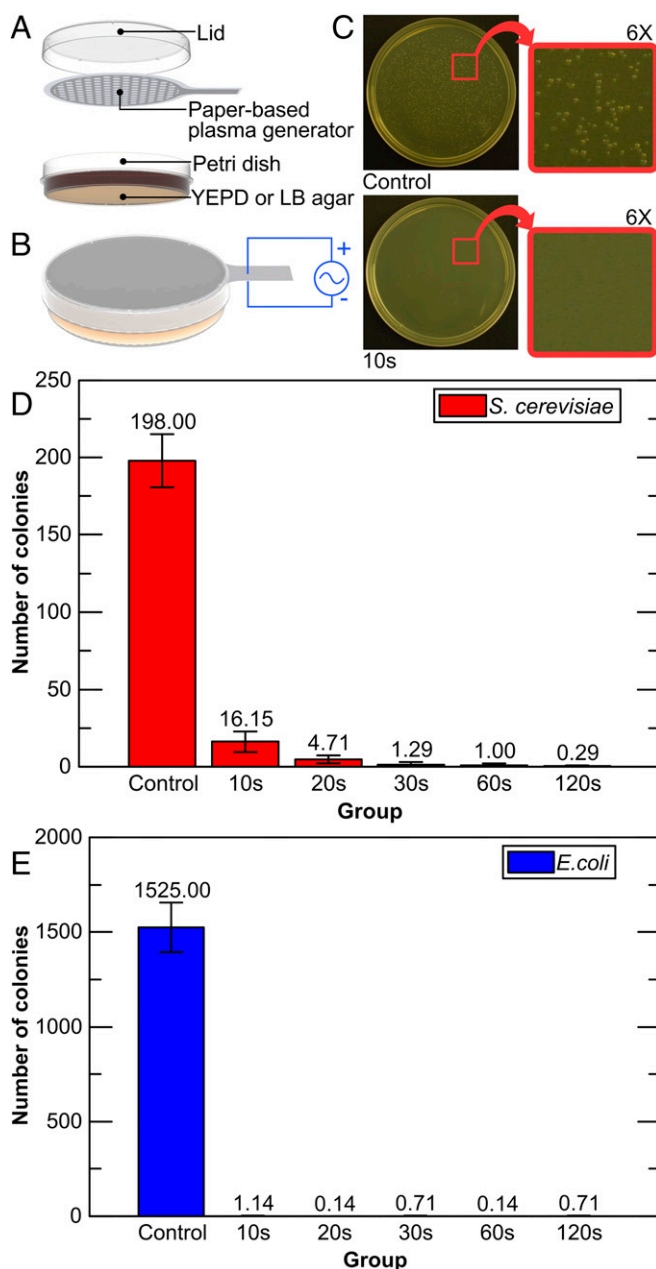 A
Lid
Paper-based
plasma generator
Petri dish
YEPD or LB agar
B
+
-
C
6X
Control
6X
10s
D
S. cerevisiae
Number of colonies
250
200
150
100
50
0
198.00
16.15
4.71
1.29
1.00
0.29
Control 10s 20s 30s 60s 120s
Group
E
E.coli
Number of colonies
2000
1500
1000
500
0
1525.00
1.14
0.14
0.71
0.14
0.71
Control 10s 20s 30s 60s 120s
Group